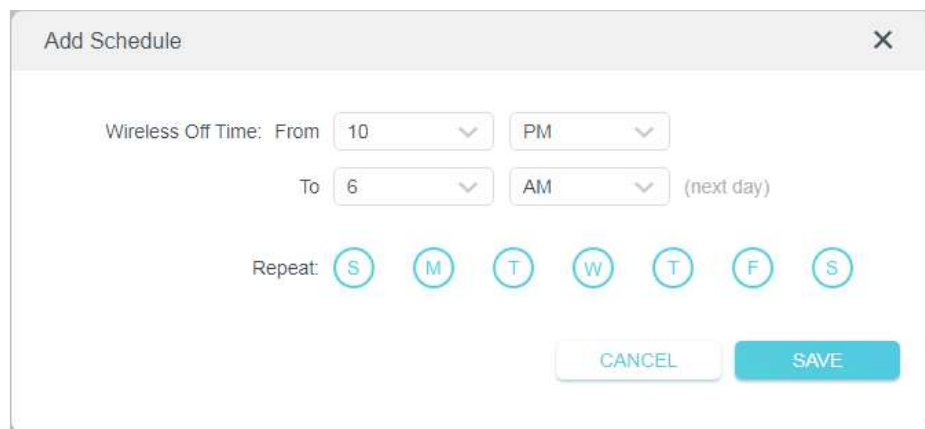 Add Schedule
Wireless Off Time: From 10 PM
To 6 AM (next day)
Repeat: S M T W T F S
CANCEL SAVE